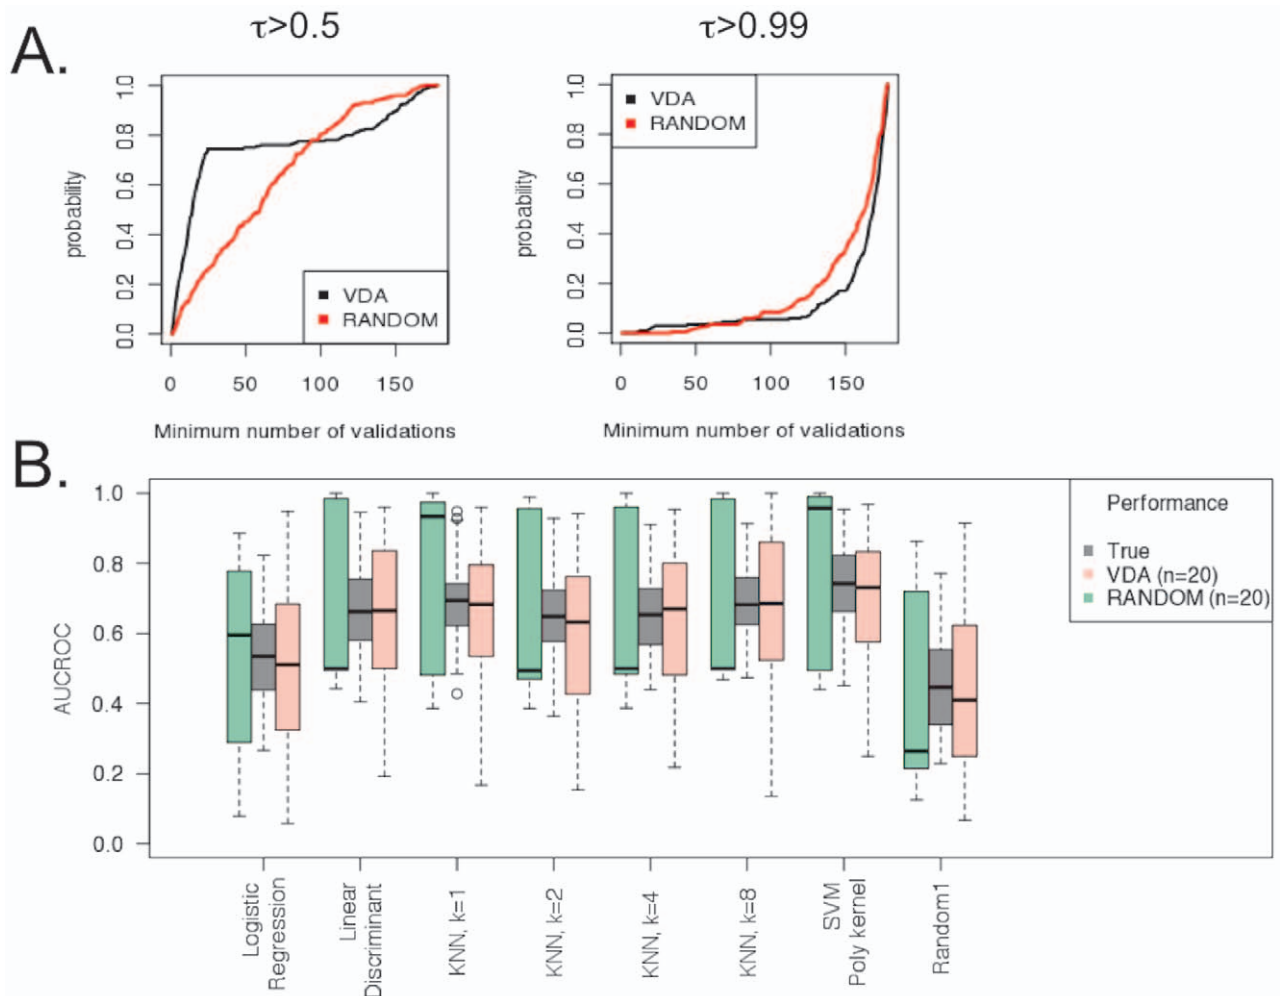 A.
τ>0.5
τ>0.99
probability
0.0 0.2 0.4 0.6 0.8 1.0
VDA
RANDOM
0 50 100 150
Minimum number of validations
probability
0.0 0.2 0.4 0.6 0.8 1.0
VDA
RANDOM
0 50 100 150
Minimum number of validations
B.
AUCROC
1.0
0.8
0.6
0.4
0.2
0.0
Performance
True
VDA (n=20)
RANDOM (n=20)
Logistic
Regression
Linear
Discriminant
KNN, k=1
KNN, k=2
KNN, k=4
KNN, k=8
SVM
Poly kernel
Random1